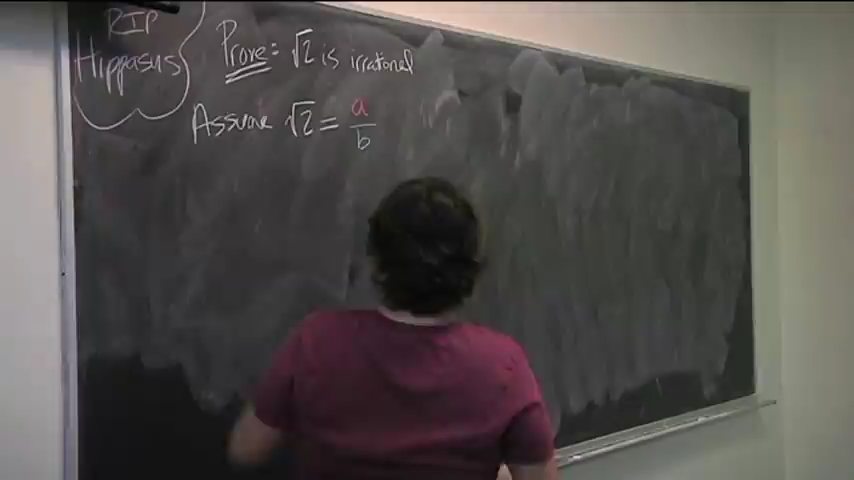 RIP
Hippasus
Prove: √2 is irrational
Assume √2 = a/b